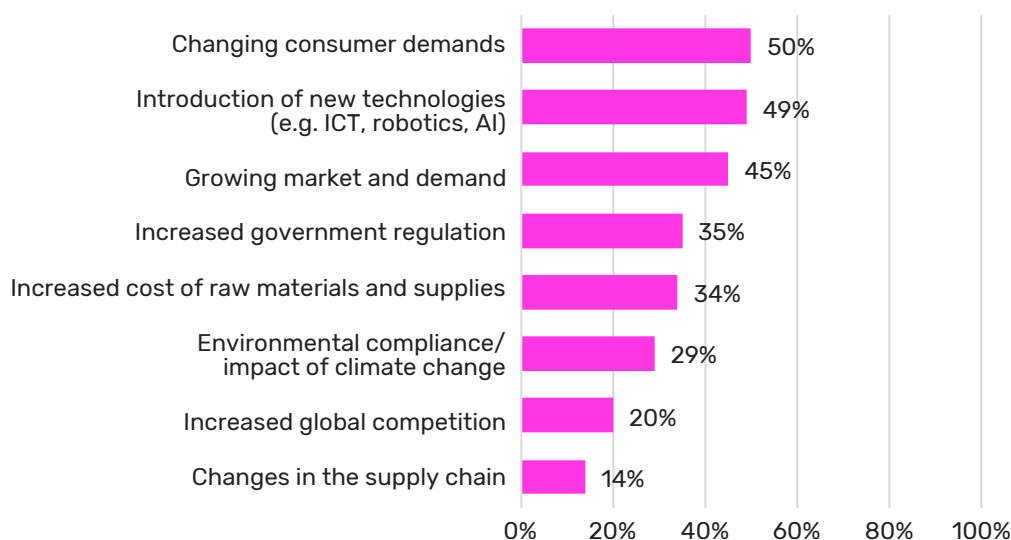 Changing consumer demands
50%
Introduction of new technologies
(e.g. ICT, robotics, AI)
49%
Growing market and demand
45%
Increased government regulation
35%
Increased cost of raw materials and supplies
34%
Environmental compliance/
impact of climate change
29%
Increased global competition
20%
Changes in the supply chain
14%
0% 20% 40% 60% 80% 100%